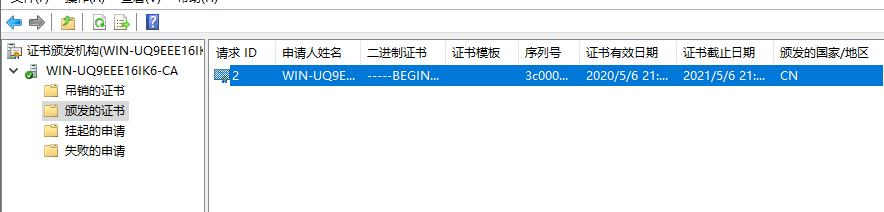 证书颁发机构(WIN-UQ9EEE16IK
WIN-UQ9EEE16IK6-CA
吊销的证书
颁发的证书
挂起的申请
失败的申请
请求 ID 申请人姓名 二进制证书 证书模板 序列号 证书有效日期 证书截止日期 颁发的国家/地区
2 WIN-UQ9E... -----BEGIN... 3c000... 2020/5/6 21:... 2021/5/6 21:... CN